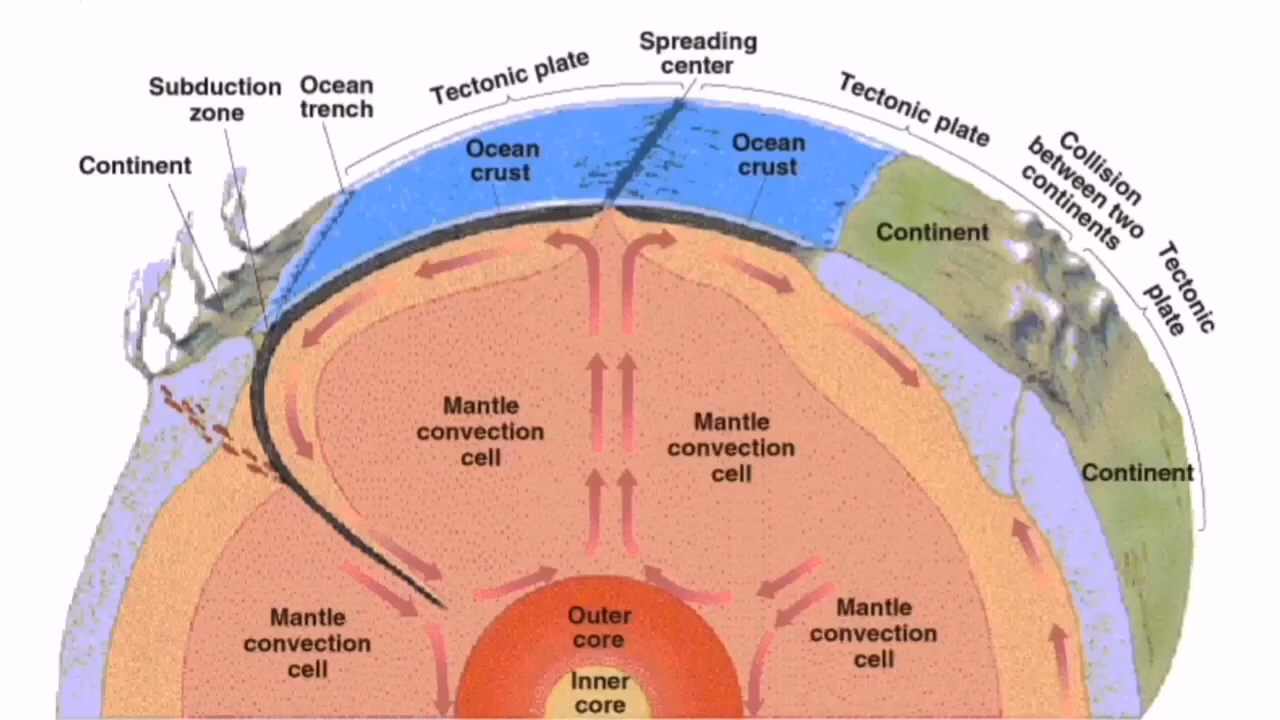 Spreading
center
Tectonic plate
Tectonic plate
Subduction
zone
Ocean
trench
Continent
Ocean
crust
Ocean
crust
Collision
between two
continents
Continent
Tectonic
plate
Mantle
convection
cell
Mantle
convection
cell
Continent
Mantle
convection
cell
Outer
core
Mantle
convection
cell
Inner
core